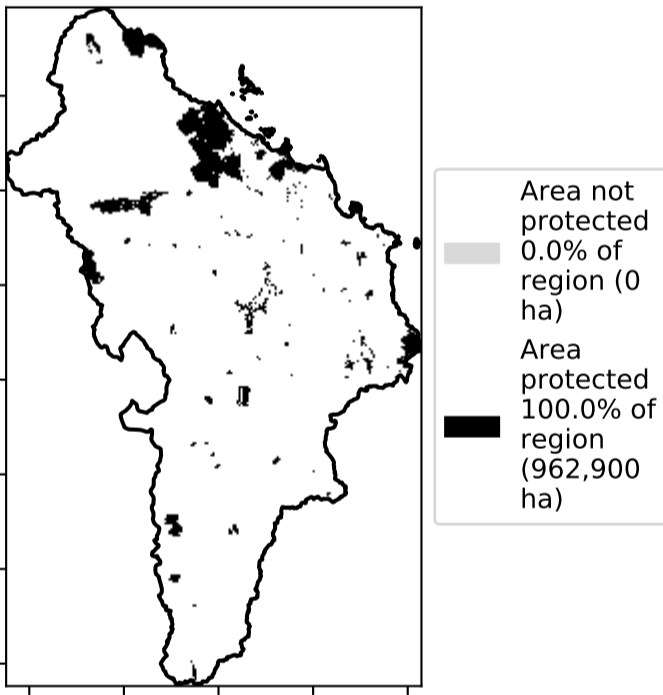 Area not
protected
0.0% of
region (0
ha)
Area
protected
100.0% of
region
(962,900
ha)